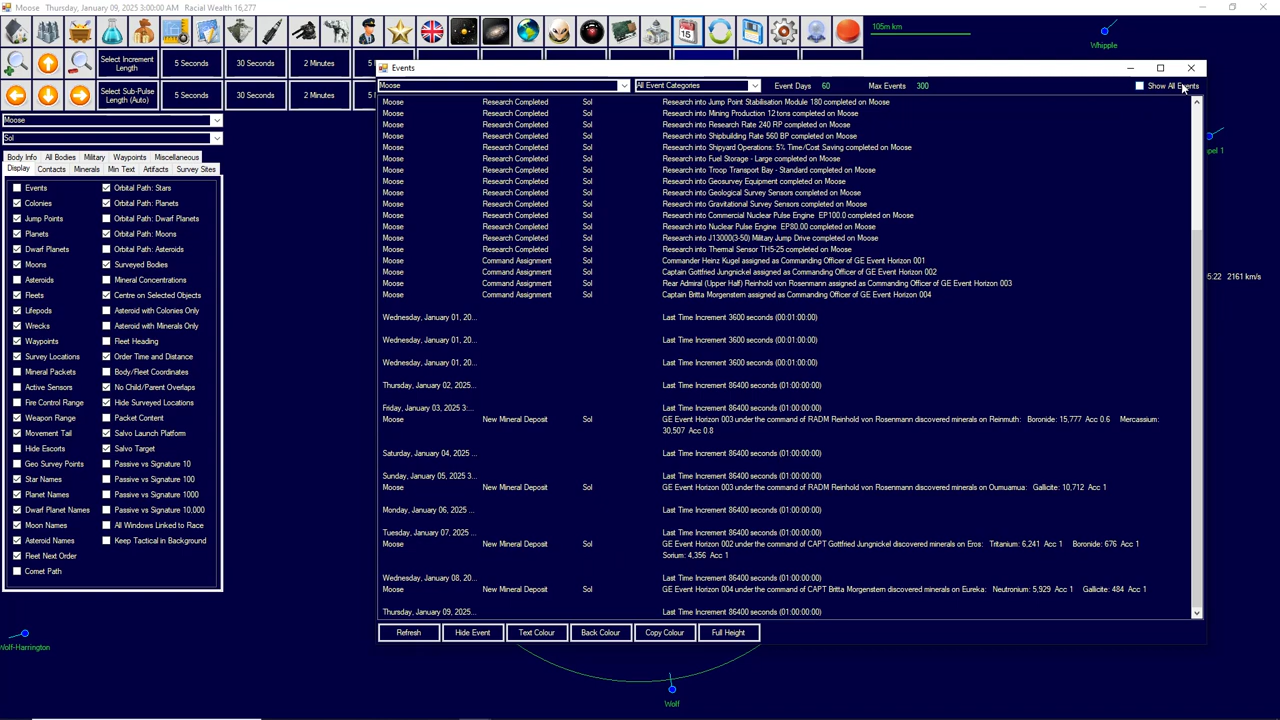 Moose   Thursday, January 09, 2025 3:00:00 AM   Racial Wealth 16,277
105m km
Whipple
Select Increment Length
5 Seconds
30 Seconds
2 Minutes
Select Sub-Pulse Length (Auto)
5 Seconds
30 Seconds
2 Minutes
Moose
Sol
Body Info   All Bodies   Military   Waypoints   Miscellaneous
Display   Contacts   Minerals   Min Text   Artifacts   Survey Sites
Events   Orbital Path: Stars
Colonies   Orbital Path: Planets
Jump Points   Orbital Path: Dwarf Planets
Planets   Orbital Path: Moons
Dwarf Planets   Orbital Path: Asteroids
Moons   Surveyed Bodies
Asteroids   Mineral Concentrations
Fleets   Centre on Selected Objects
Lifepods   Asteroid with Colonies Only
Wrecks   Asteroid with Minerals Only
Waypoints   Fleet Heading
Survey Locations   Order Time and Distance
Mineral Packets   Body/Fleet Coordinates
Active Sensors   No Child/Parent Overlaps
Fire Control Range   Hide Surveyed Locations
Weapon Range   Packet Content
Movement Tail   Salvo Launch Platform
Hide Escorts   Salvo Target
Geo Survey Points   Passive vs Signature 10
Star Names   Passive vs Signature 100
Planet Names   Passive vs Signature 1000
Dwarf Planet Names   Passive vs Signature 10,000
Moon Names   All Windows Linked to Race
Asteroid Names   Keep Tactical in Background
Fleet Next Order
Comet Path
Events
Moose   All Event Categories   Event Days   60   Max Events   300   Show All Events
Moose   Research Completed   Sol   Research into Jump Point Stabilisation Module 180 completed on Moose
Moose   Research Completed   Sol   Research into Mining Production 12 tons completed on Moose
Moose   Research Completed   Sol   Research into Research Rate 240 RP completed on Moose
Moose   Research Completed   Sol   Research into Shipbuilding Rate 560 BP completed on Moose
Moose   Research Completed   Sol   Research into Shipyard Operations: 5% Time/Cost Saving completed on Moose
Moose   Research Completed   Sol   Research into Fuel Storage - Large completed on Moose
Moose   Research Completed   Sol   Research into Troop Transport Bay - Standard completed on Moose
Moose   Research Completed   Sol   Research into Geosurvey Equipment completed on Moose
Moose   Research Completed   Sol   Research into Geological Survey Sensors completed on Moose
Moose   Research Completed   Sol   Research into Gravitational Survey Sensors completed on Moose
Moose   Research Completed   Sol   Research into Commercial Nuclear Pulse Engine  EP100.0 completed on Moose
Moose   Research Completed   Sol   Research into Nuclear Pulse Engine  EP80.00 completed on Moose
Moose   Research Completed   Sol   Research into J13000(3-50) Military Jump Drive completed on Moose
Moose   Research Completed   Sol   Research into Thermal Sensor TH5-25 completed on Moose
Moose   Command Assignment   Sol   Commander Heinz Kugel assigned as Commanding Officer of GE Event Horizon 001
Moose   Command Assignment   Sol   Captain Gottfried Jungnickel assigned as Commanding Officer of GE Event Horizon 002
Moose   Command Assignment   Sol   Rear Admiral (Upper Half) Reinhold von Rosenmann assigned as Commanding Officer of GE Event Horizon 003
Moose   Command Assignment   Sol   Captain Britta Morgenstern assigned as Commanding Officer of GE Event Horizon 004
Wednesday, January 01, 20...   Last Time Increment 3600 seconds (00:01:00:00)
Wednesday, January 01, 20...   Last Time Increment 3600 seconds (00:01:00:00)
Wednesday, January 01, 20...   Last Time Increment 3600 seconds (00:01:00:00)
Thursday, January 02, 2025...   Last Time Increment 86400 seconds (01:00:00:00)
Friday, January 03, 2025 3:...   Last Time Increment 86400 seconds (01:00:00:00)
Moose   New Mineral Deposit   Sol   GE Event Horizon 003 under the command of RADM Reinhold von Rosenmann discovered minerals on Reinmuth:   Boronide: 15,777  Acc 0.6   Mercassium:
30,507  Acc 0.8
Saturday, January 04, 2025 ...   Last Time Increment 86400 seconds (01:00:00:00)
Sunday, January 05, 2025 3...   Last Time Increment 86400 seconds (01:00:00:00)
Moose   New Mineral Deposit   Sol   GE Event Horizon 003 under the command of RADM Reinhold von Rosenmann discovered minerals on Oumuamua:   Gallicite: 10,712  Acc 1
Monday, January 06, 2025 ...   Last Time Increment 86400 seconds (01:00:00:00)
Tuesday, January 07, 2025 ...   Last Time Increment 86400 seconds (01:00:00:00)
Moose   New Mineral Deposit   Sol   GE Event Horizon 002 under the command of CAPT Gottfried Jungnickel discovered minerals on Eros:   Tritanium: 6,241  Acc 1   Boronide: 676  Acc 1
Sorium: 4,356  Acc 1
Wednesday, January 08, 20...   Last Time Increment 86400 seconds (01:00:00:00)
Moose   New Mineral Deposit   Sol   GE Event Horizon 004 under the command of CAPT Britta Morgenstern discovered minerals on Eureka:   Neutronium: 5,929  Acc 1   Gallicite: 484  Acc 1
Thursday, January 09, 2025...   Last Time Increment 86400 seconds (01:00:00:00)
Refresh   Hide Event   Text Colour   Back Colour   Copy Colour   Full Height
pel 1
5:22   2161 km/s
Wolf-Harrington
Wolf